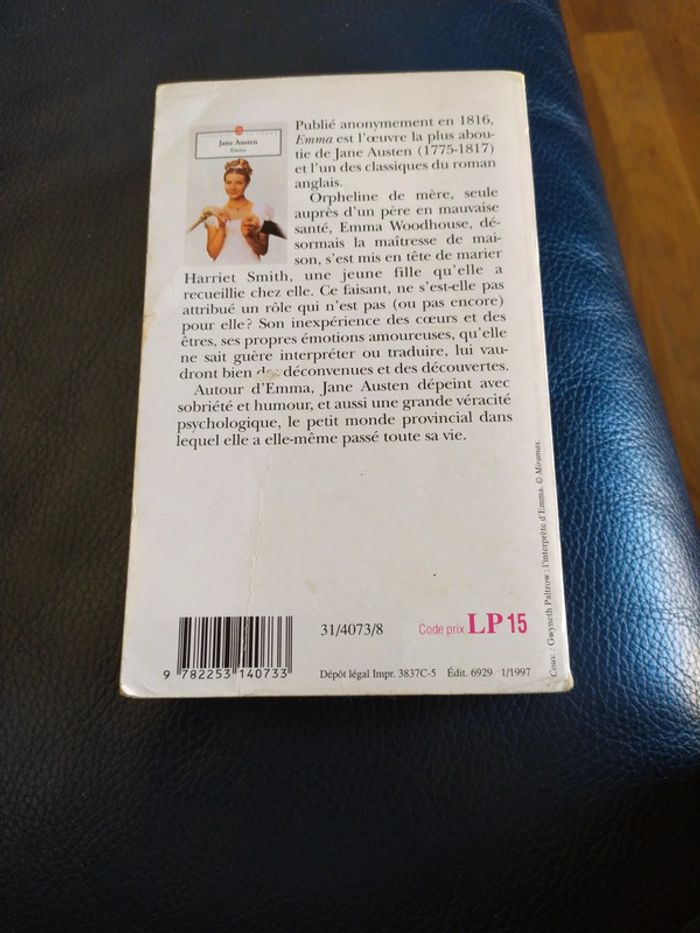 Jane Austen
Emma
Publié anonymement en 1816,
Emma est l'œuvre la plus abou-
tie de Jane Austen (1775-1817)
et l'un des classiques du roman
anglais.
Orpheline de mère, seule
auprès d'un père en mauvaise
santé, Emma Woodhouse, dé-
sormais la maîtresse de mai-
son, s'est mis en tête de marier
Harriet Smith, une jeune fille qu'elle a
recueillie chez elle. Ce faisant, ne s'est-elle pas
attribué un rôle qui n'est pas (ou pas encore)
pour elle? Son inexpérience des cœurs et des
êtres, ses propres émotions amoureuses, qu'elle
ne sait guère interpréter ou traduire, lui vau-
dront bien des déconvenues et des découvertes.
Autour d'Emma, Jane Austen dépeint avec
sobriété et humour, et aussi une grande véracité
psychologique, le petit monde provincial dans
lequel elle a elle-même passé toute sa vie.
Couv. : Gwyneth Paltrow : l'interprète d'Emma. © Miramax.
31/4073/8
Code prix LP 15
9 782253 140733
Dépôt légal Impr. 3837C-5 Édit. 6929 1/1997